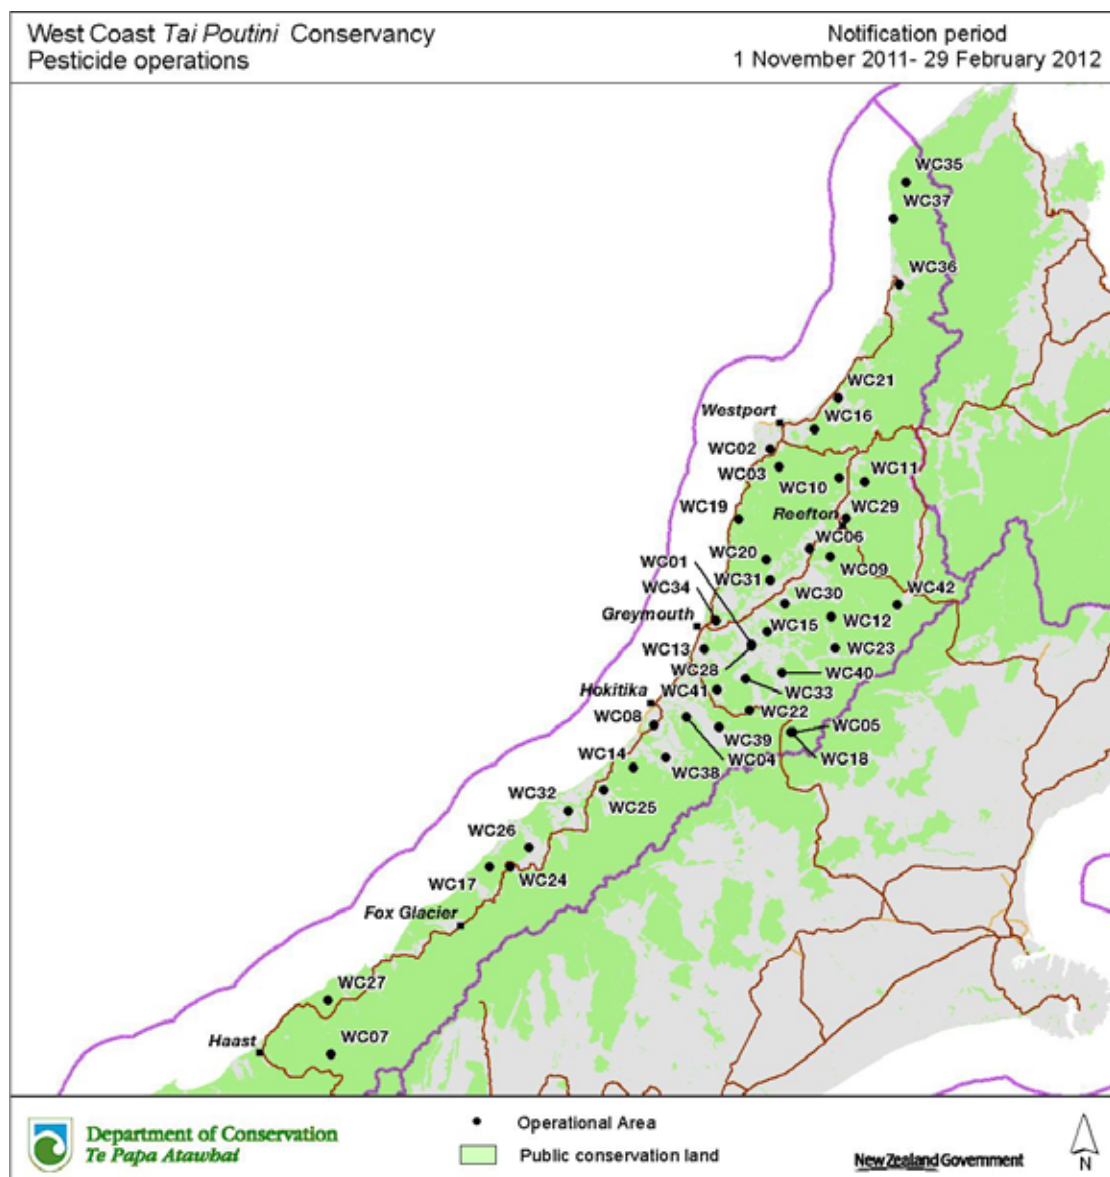 West Coast Tai Poutini Conservancy
Pesticide operations
Notification period
1 November 2011- 29 February 2012
WC35
WC37
WC36
WC21
Westport
WC16
WC02
WC03
WC11
WC10
WC19
WC29
Reefton
WC06
WC20
WC01
WC09
WC31
WC34
WC30
WC42
Greymouth
WC15
WC12
WC13
WC23
WC28
WC40
WC41
WC33
Hokitika
WC22
WC08
WC05
WC39
WC04
WC18
WC14
WC38
WC25
WC32
WC26
WC17
WC24
Fox Glacier
WC27
Haast
WC07
Department of Conservation
Te Papa Atawbai
Operational Area
Public conservation land
New Zealand Government
N